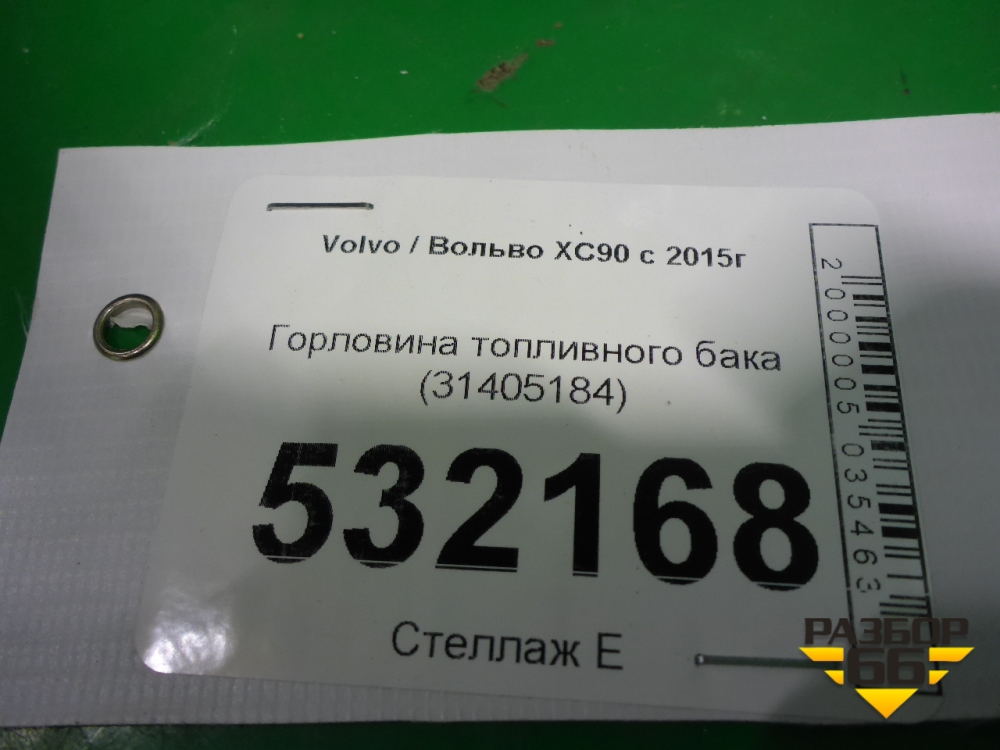 Volvo / Вольво XC90 с 2015г
Горловина топливного бака
(31405184)
532168
Стеллаж Е
2000005035463
РАЗБОР
66